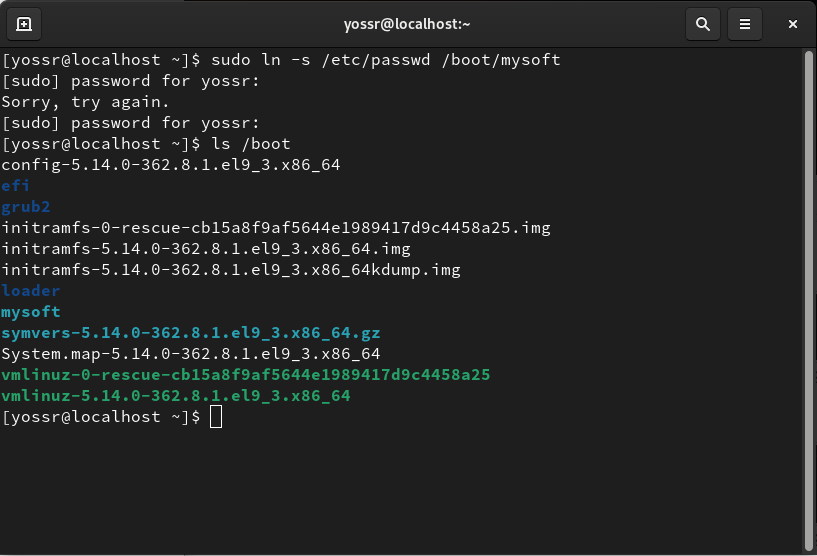 yossr@localhost:~
[yossr@localhost ~]$ sudo ln -s /etc/passwd /boot/mysoft
[sudo] password for yossr:
Sorry, try again.
[sudo] password for yossr:
[yossr@localhost ~]$ ls /boot
config-5.14.0-362.8.1.el9_3.x86_64
efi
grub2
initramfs-0-rescue-cb15a8f9af5644e1989417d9c4458a25.img
initramfs-5.14.0-362.8.1.el9_3.x86_64.img
initramfs-5.14.0-362.8.1.el9_3.x86_64kdump.img
loader
mysoft
symvers-5.14.0-362.8.1.el9_3.x86_64.gz
System.map-5.14.0-362.8.1.el9_3.x86_64
vmlinuz-0-rescue-cb15a8f9af5644e1989417d9c4458a25
vmlinuz-5.14.0-362.8.1.el9_3.x86_64
[yossr@localhost ~]$